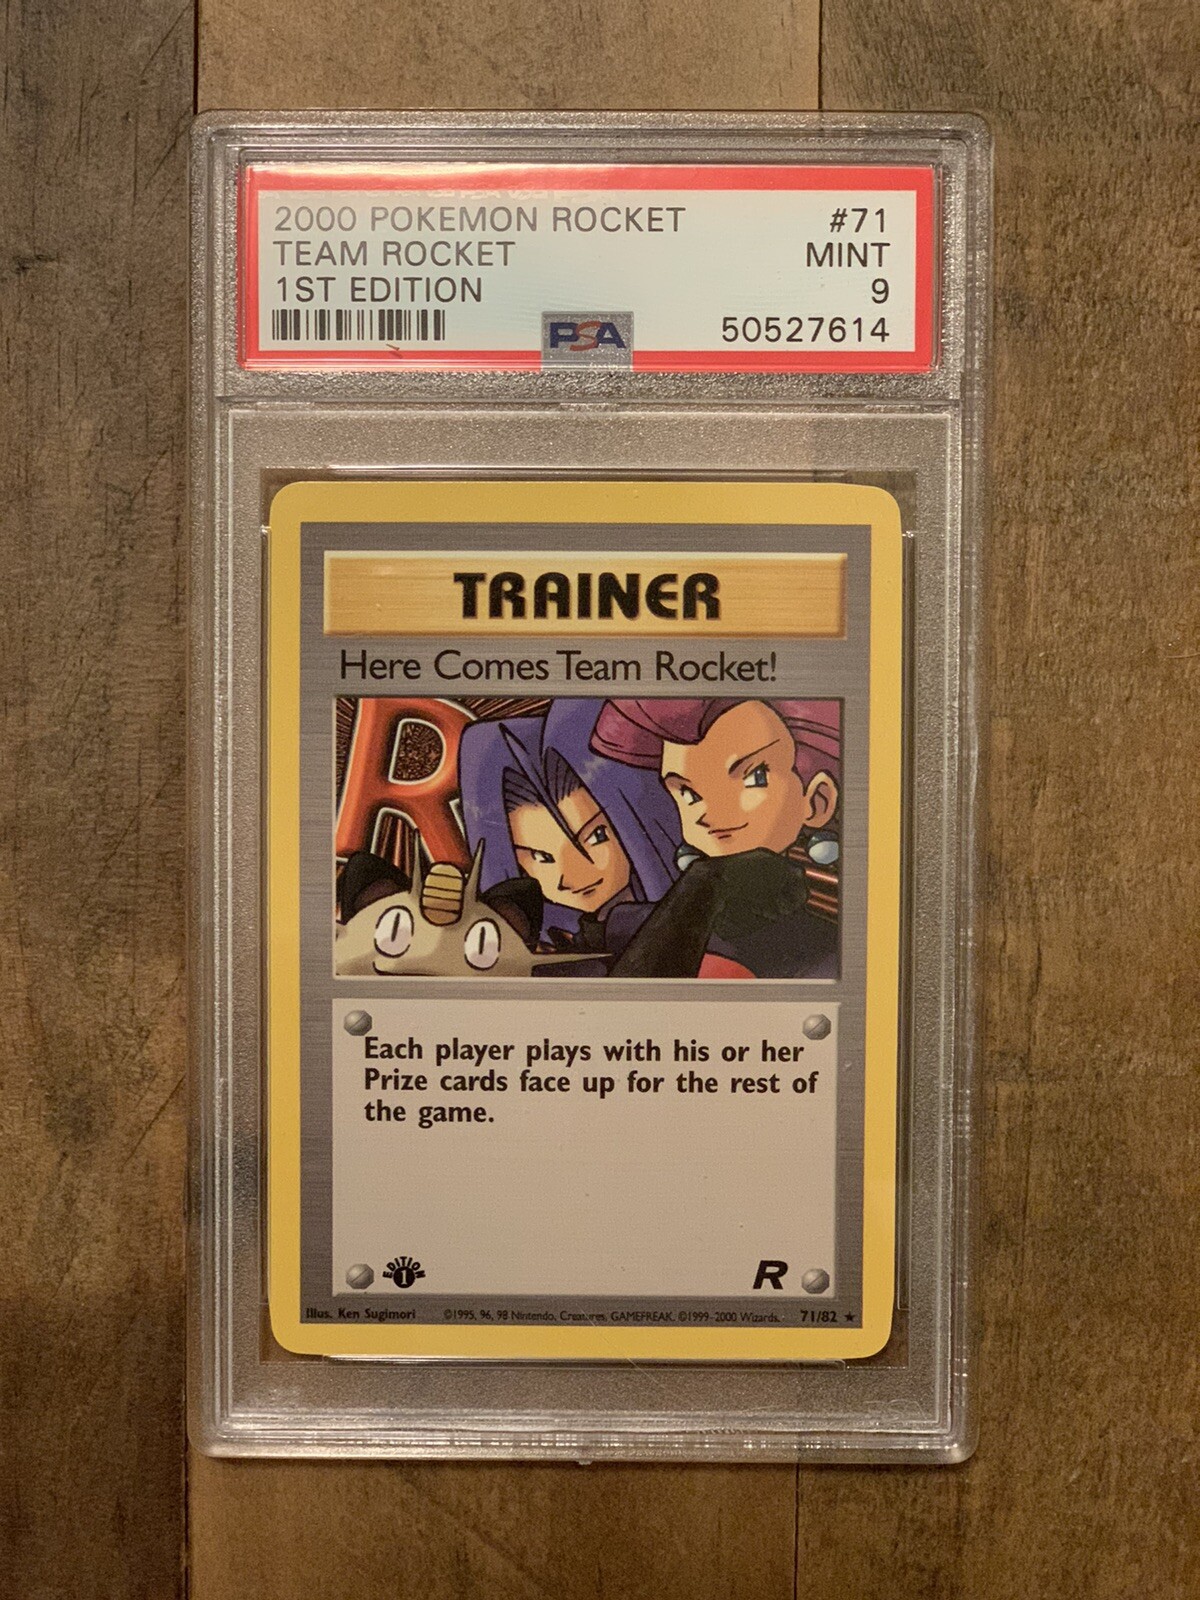 2000 POKEMON ROCKET #71
TEAM ROCKET MINT
1ST EDITION 9
PSA 50527614
TRAINER
Here Comes Team Rocket!
R
Each player plays with his or her
Prize cards face up for the rest of
the game.
EDITION 1 R
Illus. Ken Sugimori ©1995, 96, 98 Nintendo, Creatures, GAMEFREAK. ©1999-2000 Wizards. 71/82 ★